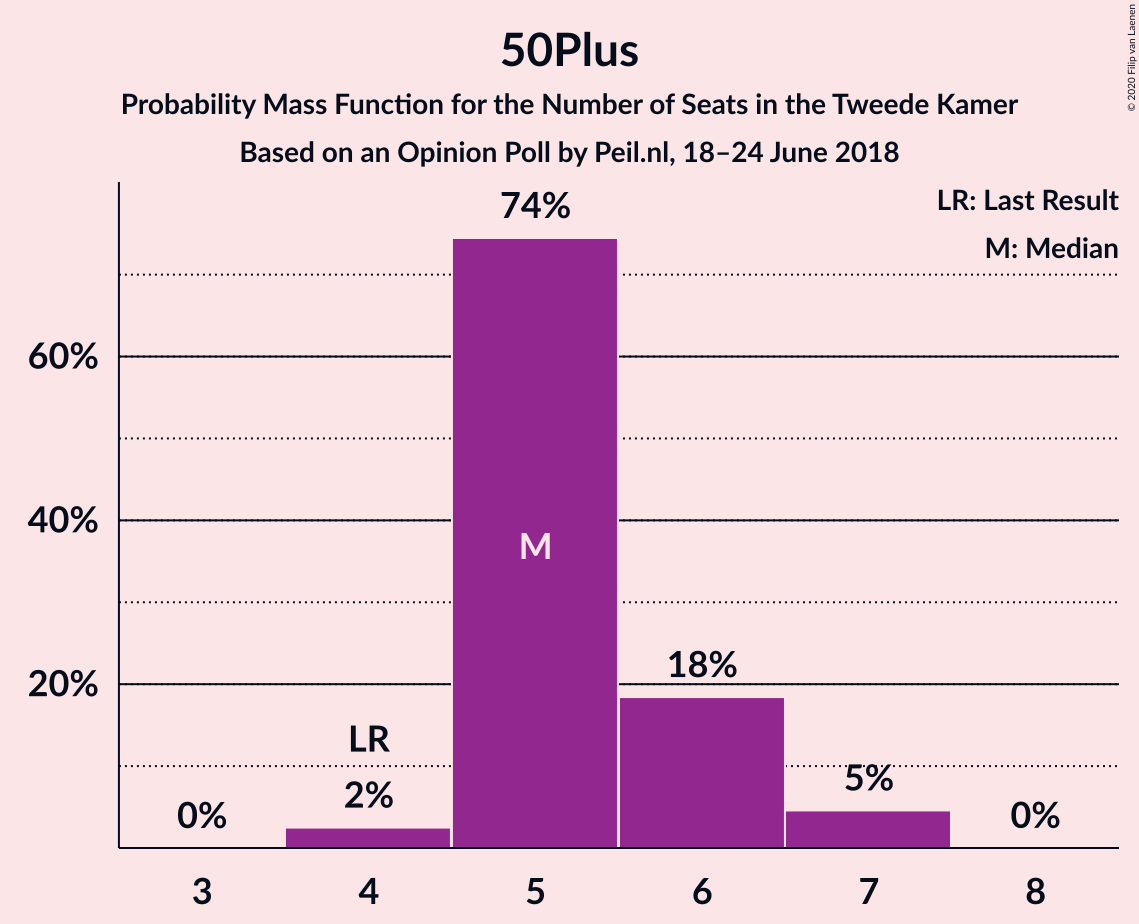 50Plus
Probability Mass Function for the Number of Seats in the Tweede Kamer
Based on an Opinion Poll by Peil.nl, 18–24 June 2018
© 2020 Filip van Laenen
LR: Last Result
M: Median
74%
60%
40%
M
20%
18%
LR
0%
2%
5%
0%
3 4 5 6 7 8